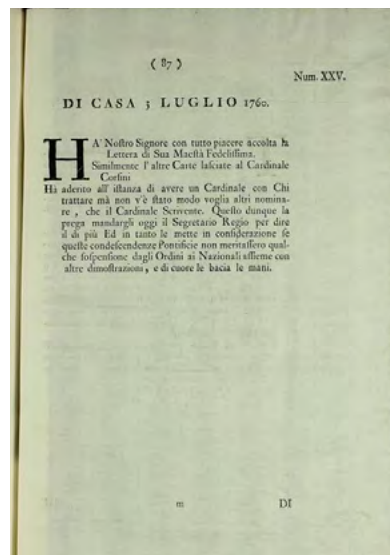 ( 87 )
Num. XXV.
DI CASA 3 LUGLIO 1760.
HA' Noſtro Signore con tutto piacere accolta la
Lettera di Sua Maeſtà Fedeliſſima.
Similmente l' altre Carte laſciate al Cardinale
Corſini
Hà aderito all' iſtanza di avere un Cardinale con Chi
trattare mà non v'è ſtato modo voglia altri nomina-
re , che il Cardinale Scrivente. Queſto dunque la
prega mandargli oggi il Segretario Regio per dire
il di più Ed in tanto le mette in conſiderazione ſe
queſte condeſcendenze Pontificie non meritaſſero qual-
che ſoſpenſione dagli Ordini ai Nazionali aſſieme con
altre dimoſtrazioni , e di cuore le bacia le mani.
m
DI